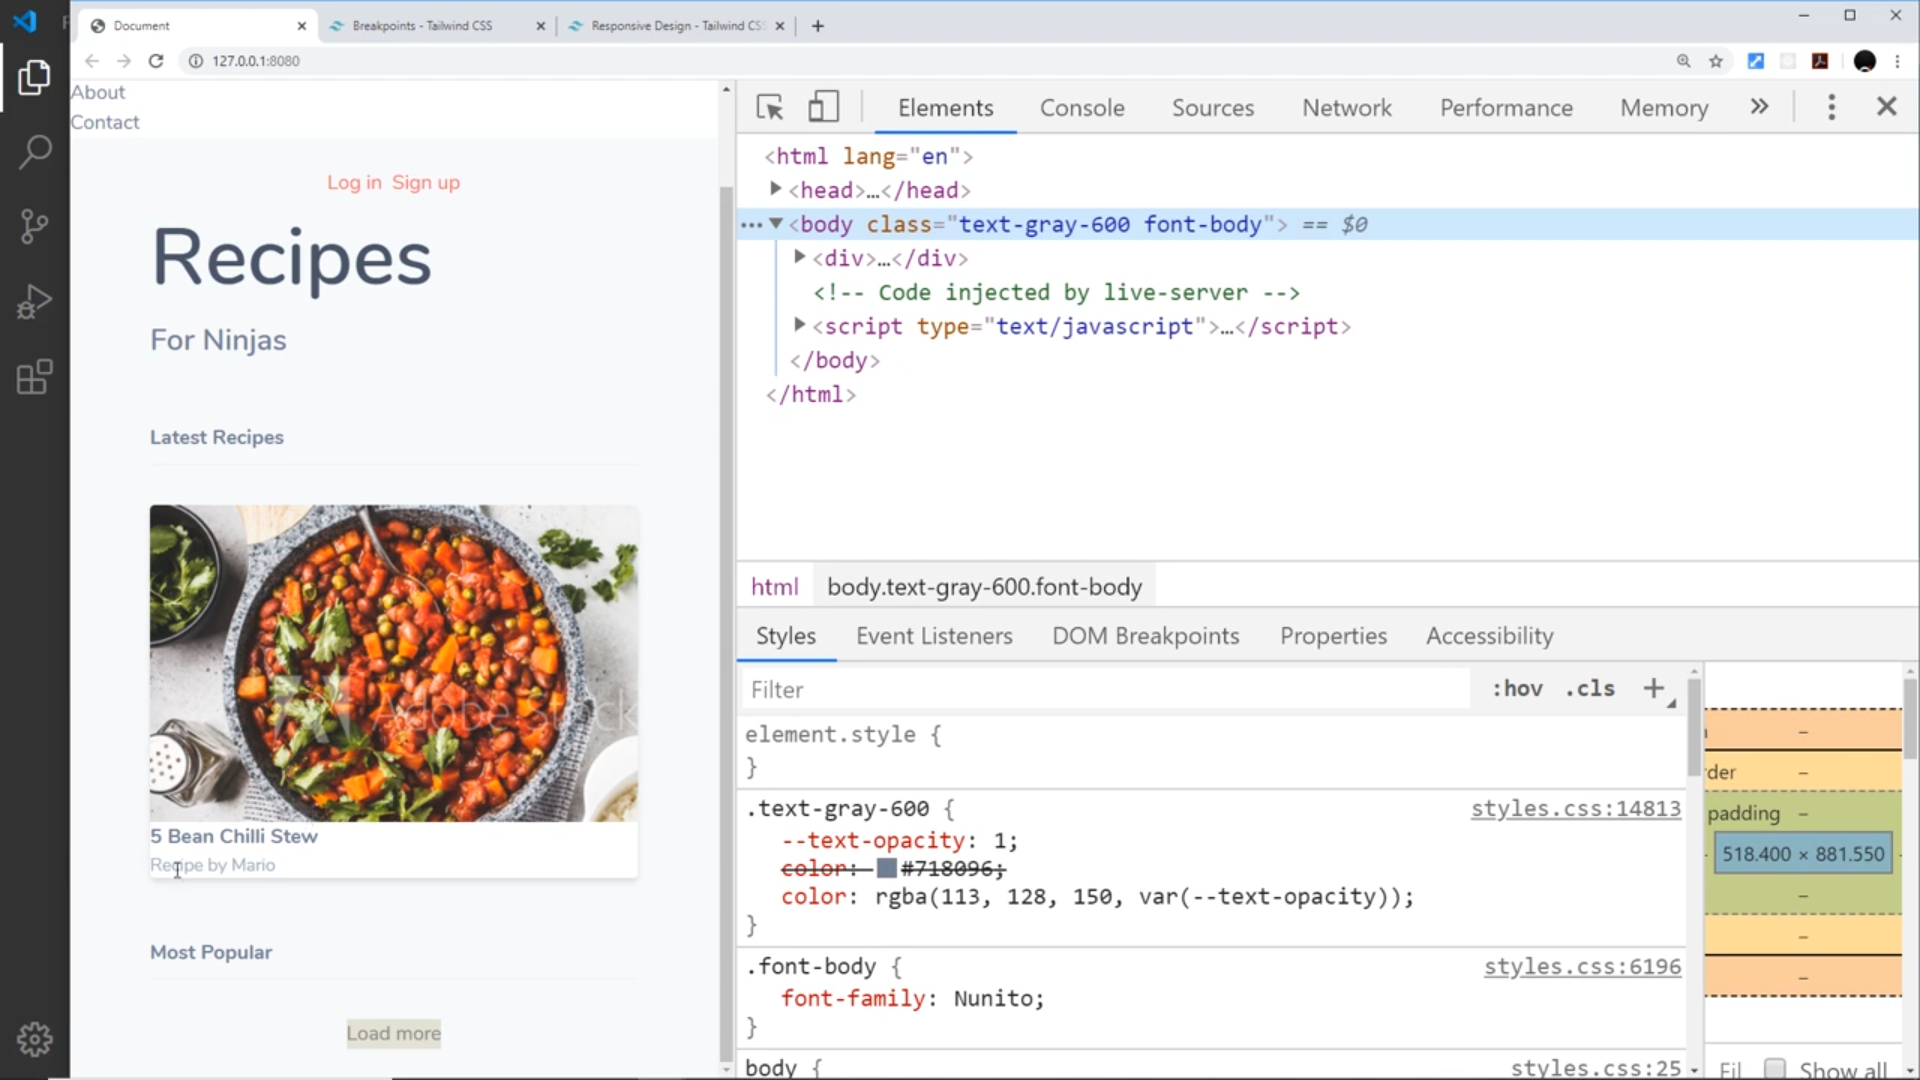 Document
Breakpoints - Tailwind CSS
Responsive Design - Tailwind CS
127.0.0.1:8080
About
Contact
Log in Sign up
Recipes
For Ninjas
Latest Recipes
Adobe Stock
5 Bean Chilli Stew
Recipe by Mario
Most Popular
Load more
Elements Console Sources Network Performance Memory
<html lang="en">
<head>…</head>
<body class="text-gray-600 font-body"> == $0
<div>…</div>
<!-- Code injected by live-server -->
<script type="text/javascript">…</script>
</body>
</html>
html body.text-gray-600.font-body
Styles Event Listeners DOM Breakpoints Properties Accessibility
Filter :hov .cls +
element.style {
}
.text-gray-600 { styles.css:14813
--text-opacity: 1;
color: #718096;
color: rgba(113, 128, 150, var(--text-opacity));
}
.font-body { styles.css:6196
font-family: Nunito;
}
body { styles.css:25
–
der –
padding –
518.400 × 881.550
–
–
–
Fil Show all